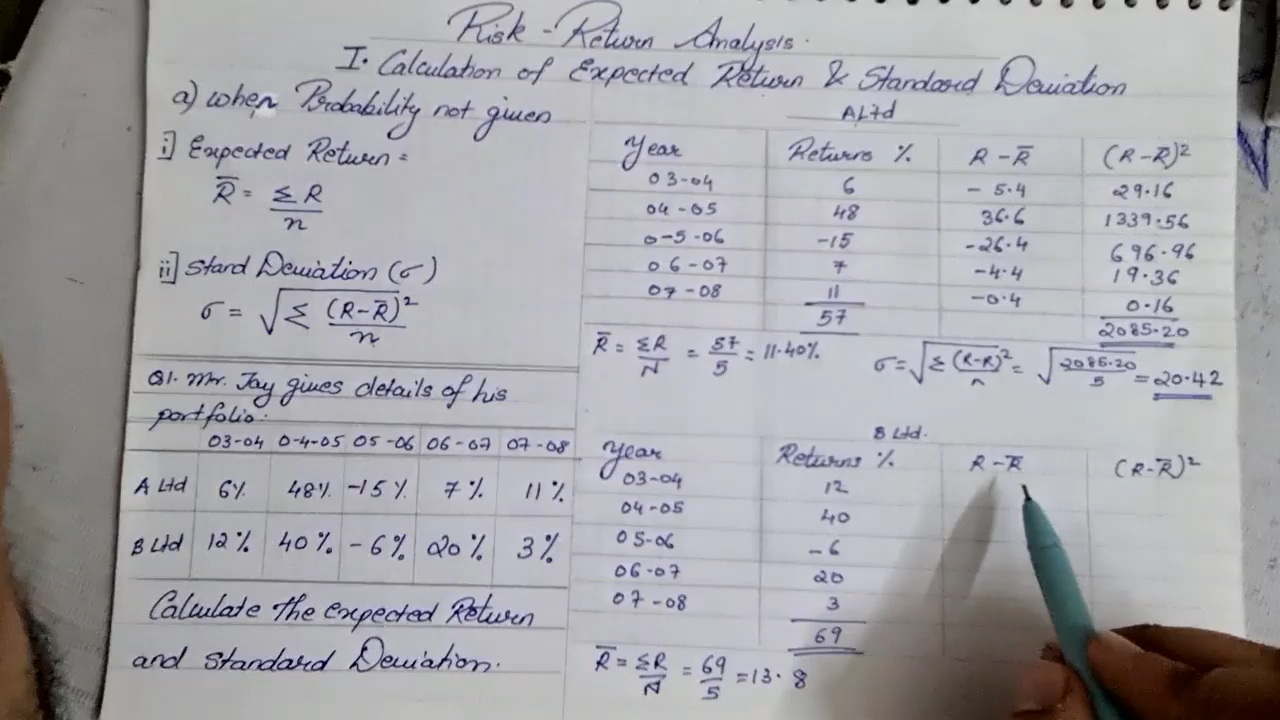 Risk - Return Analysis.
I. Calculation of Expected Return & Standard Deviation
a) when Probability not given
i] Expected Return =
R̄ = Σ R / n
ii] Stard Deviation (σ)
σ = √Σ (R-R̄)² / n
Q1. Mr. Jay gives details of his
portfolio.
03-04 0-4-05 05-06 06-07 07-08
A Ltd 6% 48% -15% 7% 11%
B Ltd 12% 40% -6% 20% 3%
Calculate the expected Return
and standard Deviation.
A Ltd
Year Returns % R-R̄ (R-R̄)²
03-04 6 -5.4 29.16
04-05 48 36.6 1339.56
0-5-06 -15 -26.4 696.96
06-07 7 -4.4 19.36
07-08 11 -0.4 0.16
57 2085.20
R̄ = ΣR/N = 57/5 = 11.40% σ = √Σ(R-R)²/n = √2085.20/5 = 20.42
B Ltd.
Year Returns % R-R̄ (R-R̄)²
03-04 12
04-05 40
05-06 -6
06-07 20
07-08 3
69
R̄ = ΣR/N = 69/5 = 13.8